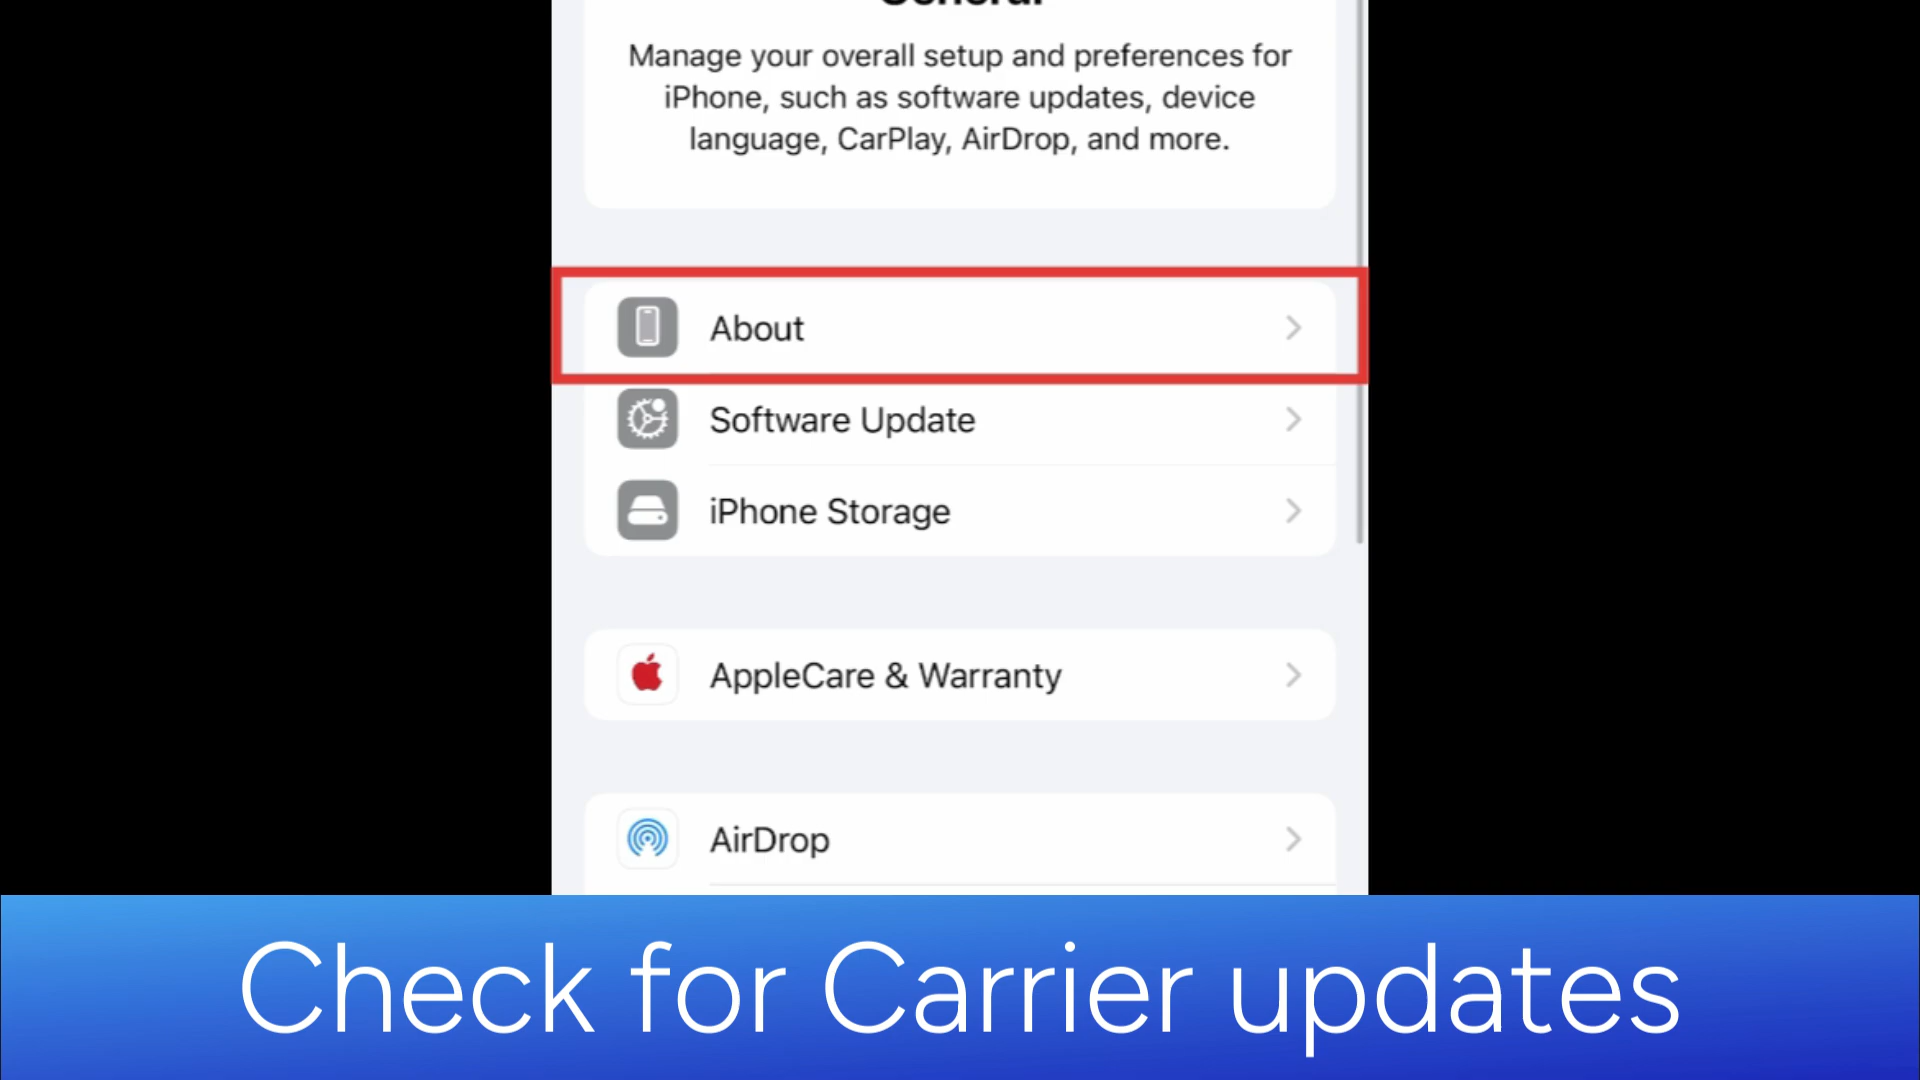 General
Manage your overall setup and preferences for
iPhone, such as software updates, device
language, CarPlay, AirDrop, and more.
About
Software Update
iPhone Storage
AppleCare & Warranty
AirDrop
Check for Carrier updates